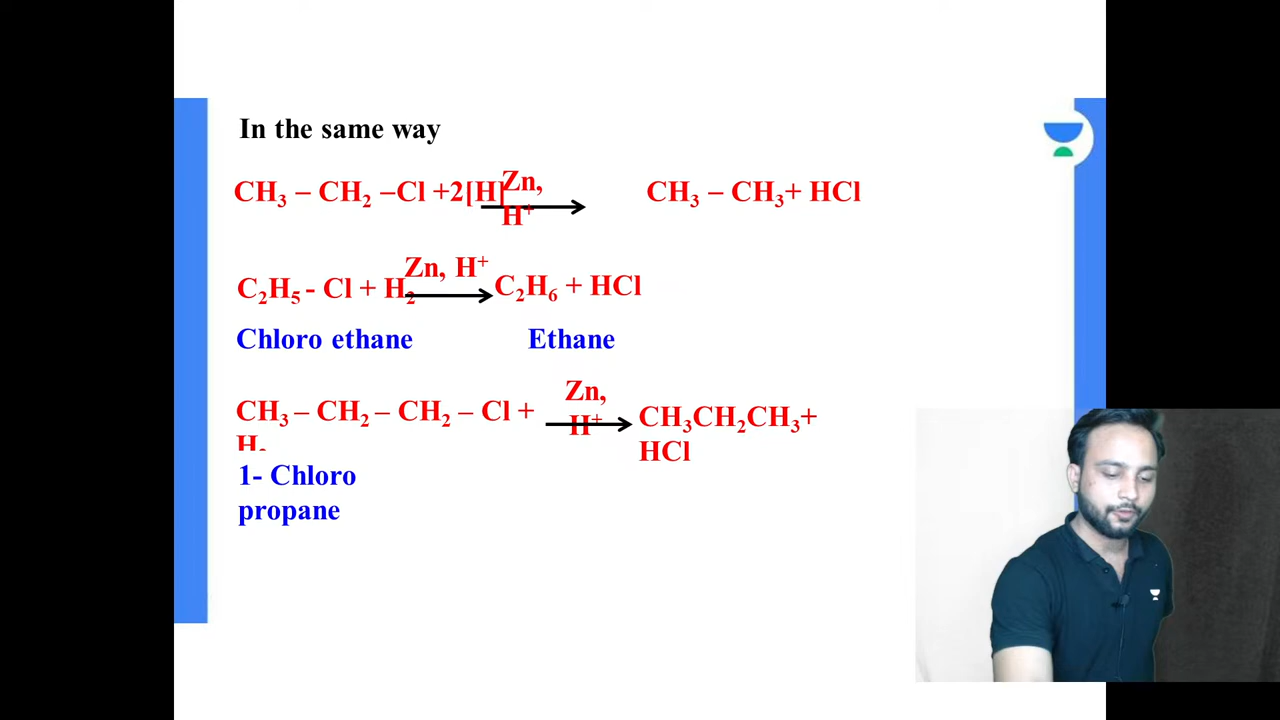 In the same way
CH₃ – CH₂ –Cl +2[H] Zn, H⁺ CH₃ – CH₃+ HCl
Zn, H⁺
C₂H₅ - Cl + H₂ C₂H₆ + HCl
Chloro ethane Ethane
CH₃ – CH₂ – CH₂ – Cl + H₂ Zn, H⁺ CH₃CH₂CH₃+ HCl
1- Chloro
propane